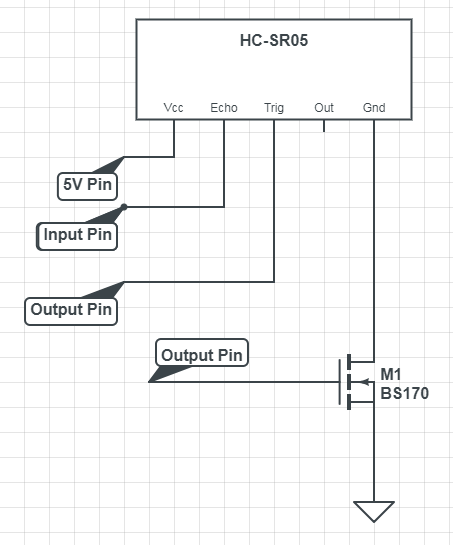 HC-SR05
Vcc Echo Trig Out Gnd
5V Pin
Input Pin
Output Pin
Output Pin
M1
BS170